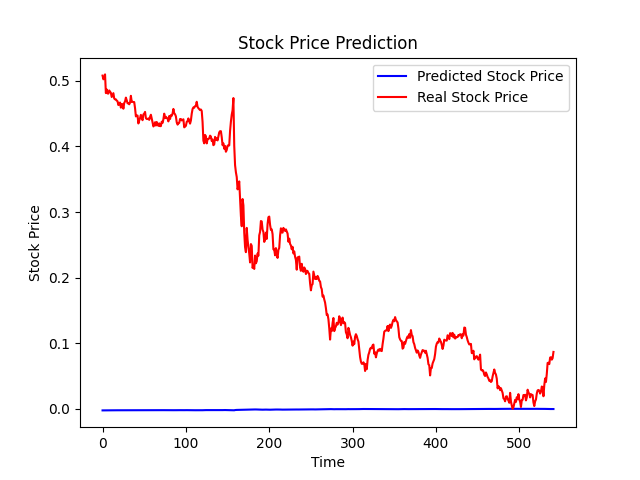 Stock Price Prediction
Predicted Stock Price
Real Stock Price
0.5
0.4
0.3
0.2
0.1
0.0
Stock Price
0 100 200 300 400 500
Time